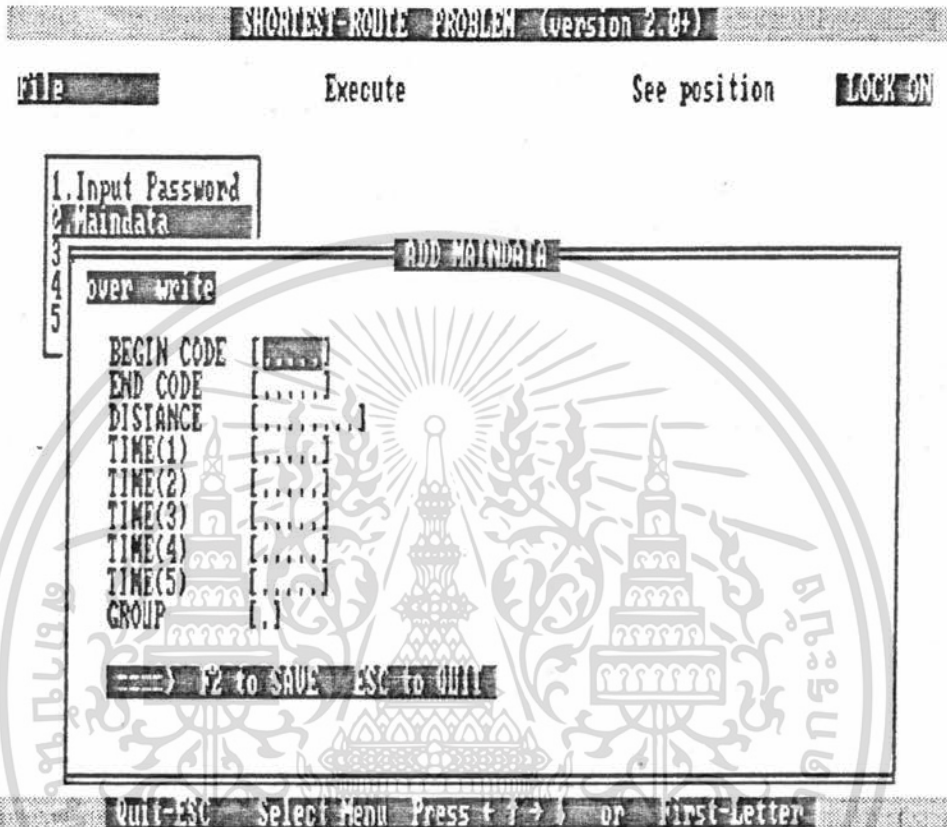 SHORTEST-ROUTE PROBLEM (version 2.0+)
File Execute See position LOCK ON
1.Input Password
2.Maindata
3
4
5
ADD MAINDATA
over write
BEGIN CODE [.....]
END CODE [.....]
DISTANCE [........]
TIME(1) [.....]
TIME(2) [.....]
TIME(3) [.....]
TIME(4) [.....]
TIME(5) [.....]
GROUP [.]
====> F2 to SAVE ESC to QUIT
Quit-ESC Select Menu Press ← ↑ → ↓ or First-Letter